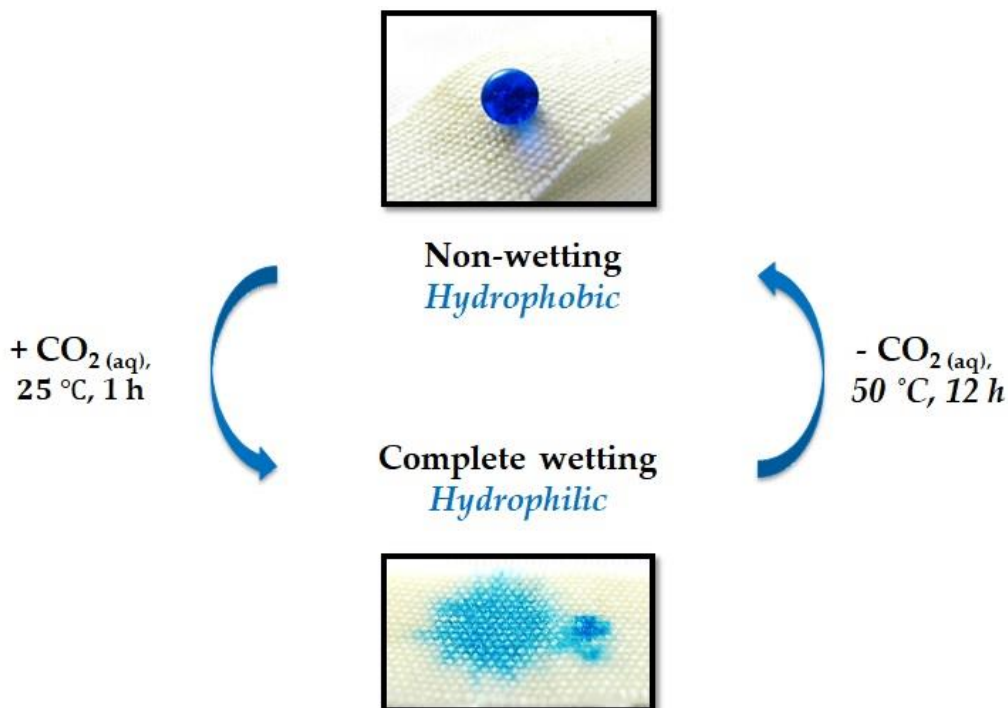 Non-wetting
Hydrophobic
+ CO₂ (aq),
25 °C, 1 h
- CO₂ (aq),
50 °C, 12 h
Complete wetting
Hydrophilic